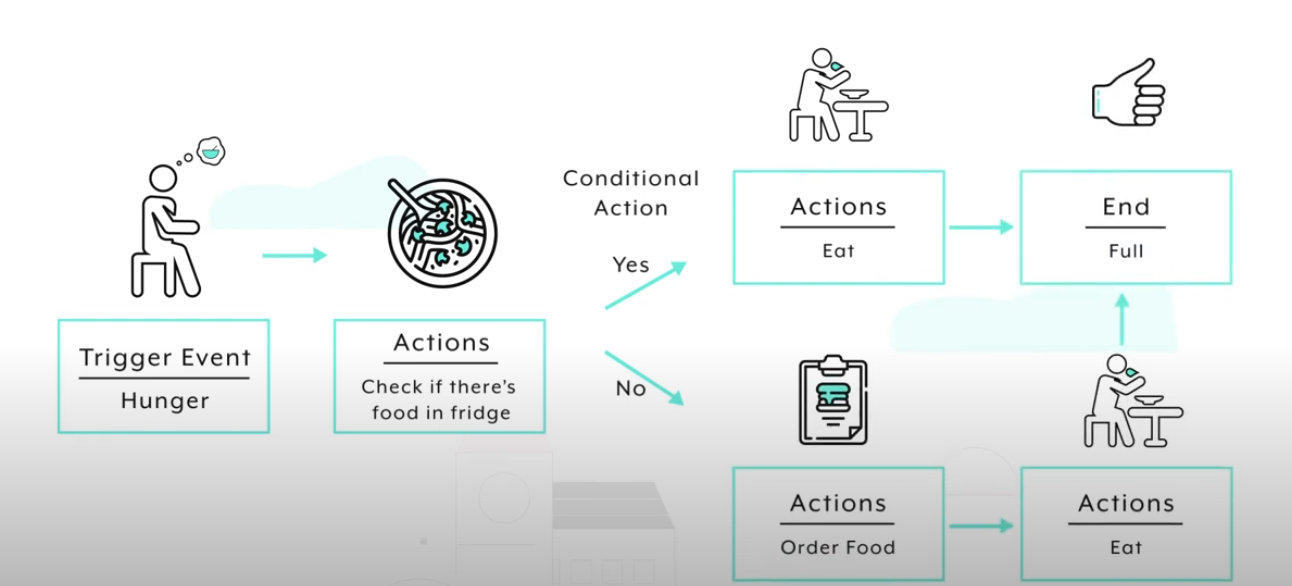 Trigger Event
Hunger
Actions
Check if there's
food in fridge
Conditional
Action
Yes
No
Actions
Eat
End
Full
Actions
Order Food
Actions
Eat